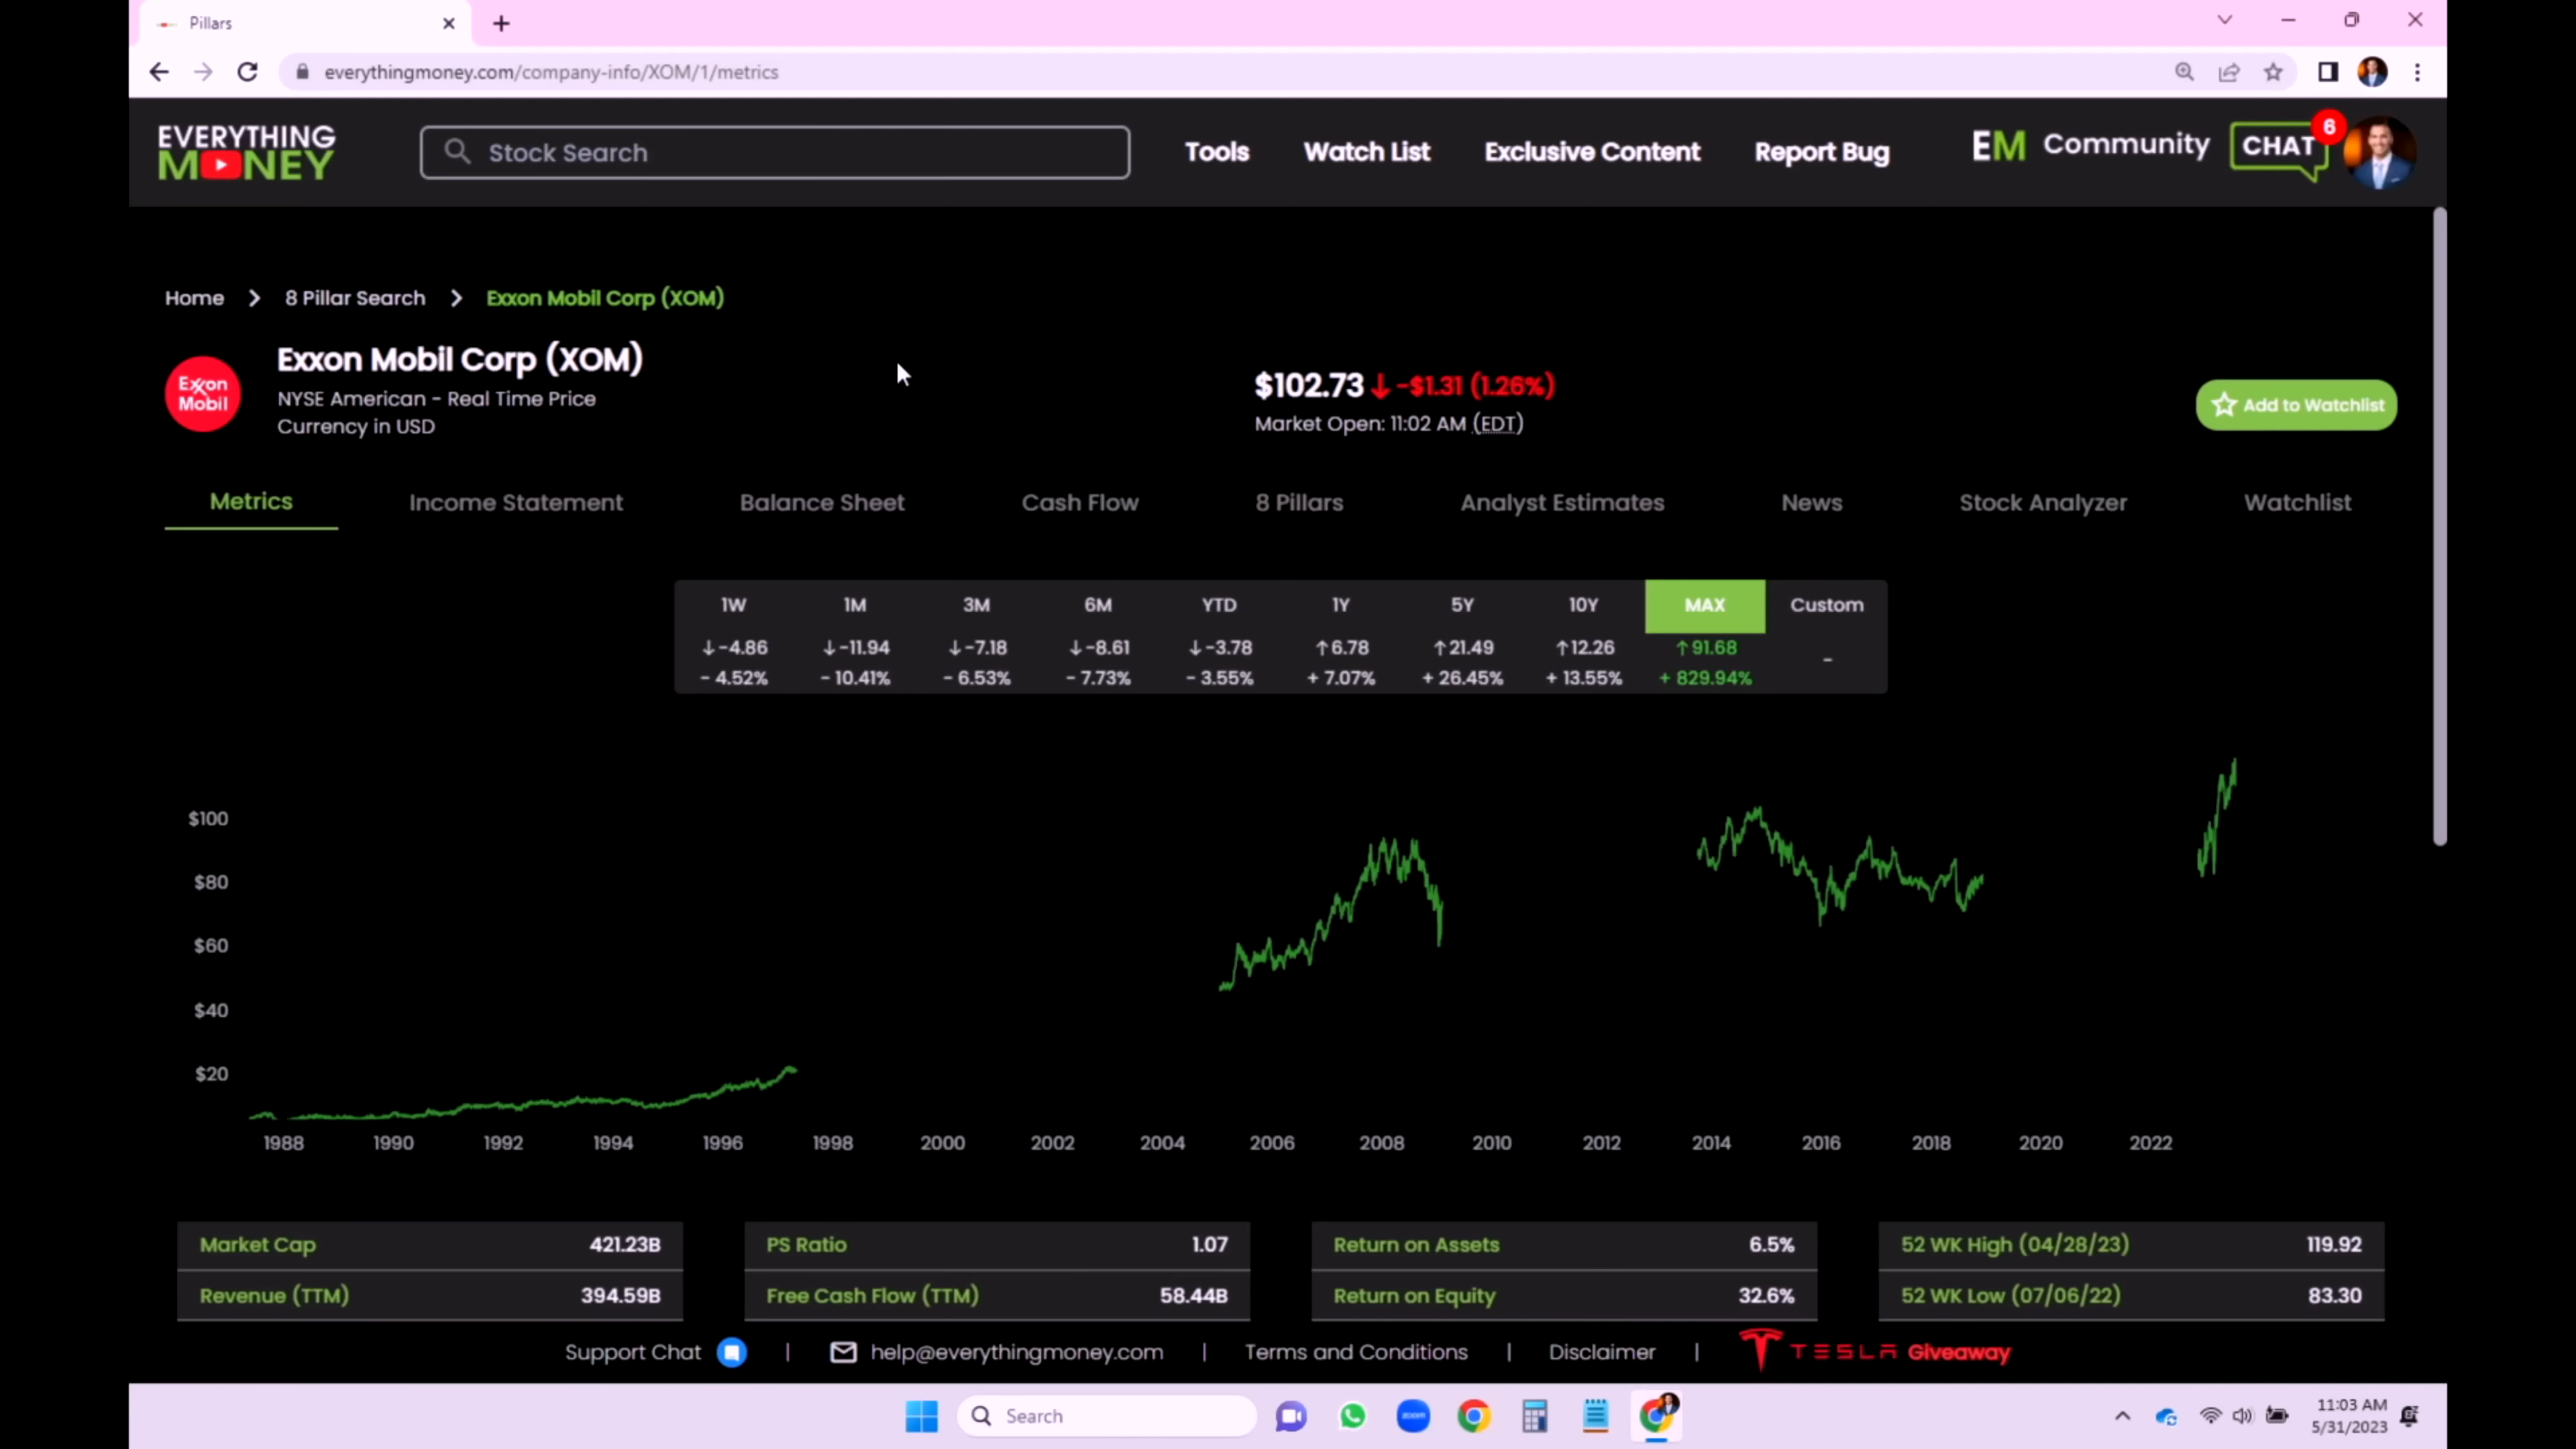 Pillars
everythingmoney.com/company-info/XOM/1/metrics
EVERYTHING
MONEY
Stock Search
Tools
Watch List
Exclusive Content
Report Bug
EM Community
CHAT
6
Home
8 Pillar Search
Exxon Mobil Corp (XOM)
Exxon
Mobil
Exxon Mobil Corp (XOM)
NYSE American - Real Time Price
Currency in USD
$102.73 ↓ -$1.31 (1.26%)
Market Open: 11:02 AM (EDT)
Add to Watchlist
Metrics
Income Statement
Balance Sheet
Cash Flow
8 Pillars
Analyst Estimates
News
Stock Analyzer
Watchlist
1W 1M 3M 6M YTD 1Y 5Y 10Y MAX Custom
↓-4.86 ↓-11.94 ↓-7.18 ↓-8.61 ↓-3.78 ↑6.78 ↑21.49 ↑12.26 ↑91.68 -
- 4.52% - 10.41% - 6.53% - 7.73% - 3.55% + 7.07% + 26.45% + 13.55% + 829.94%
$100
$80
$60
$40
$20
1988 1990 1992 1994 1996 1998 2000 2002 2004 2006 2008 2010 2012 2014 2016 2018 2020 2022
Market Cap 421.23B
Revenue (TTM) 394.59B
PS Ratio 1.07
Free Cash Flow (TTM) 58.44B
Return on Assets 6.5%
Return on Equity 32.6%
52 WK High (04/28/23) 119.92
52 WK Low (07/06/22) 83.30
Support Chat | help@everythingmoney.com | Terms and Conditions | Disclaimer | TESLA Giveaway
Search
zoom
11:03 AM
5/31/2023